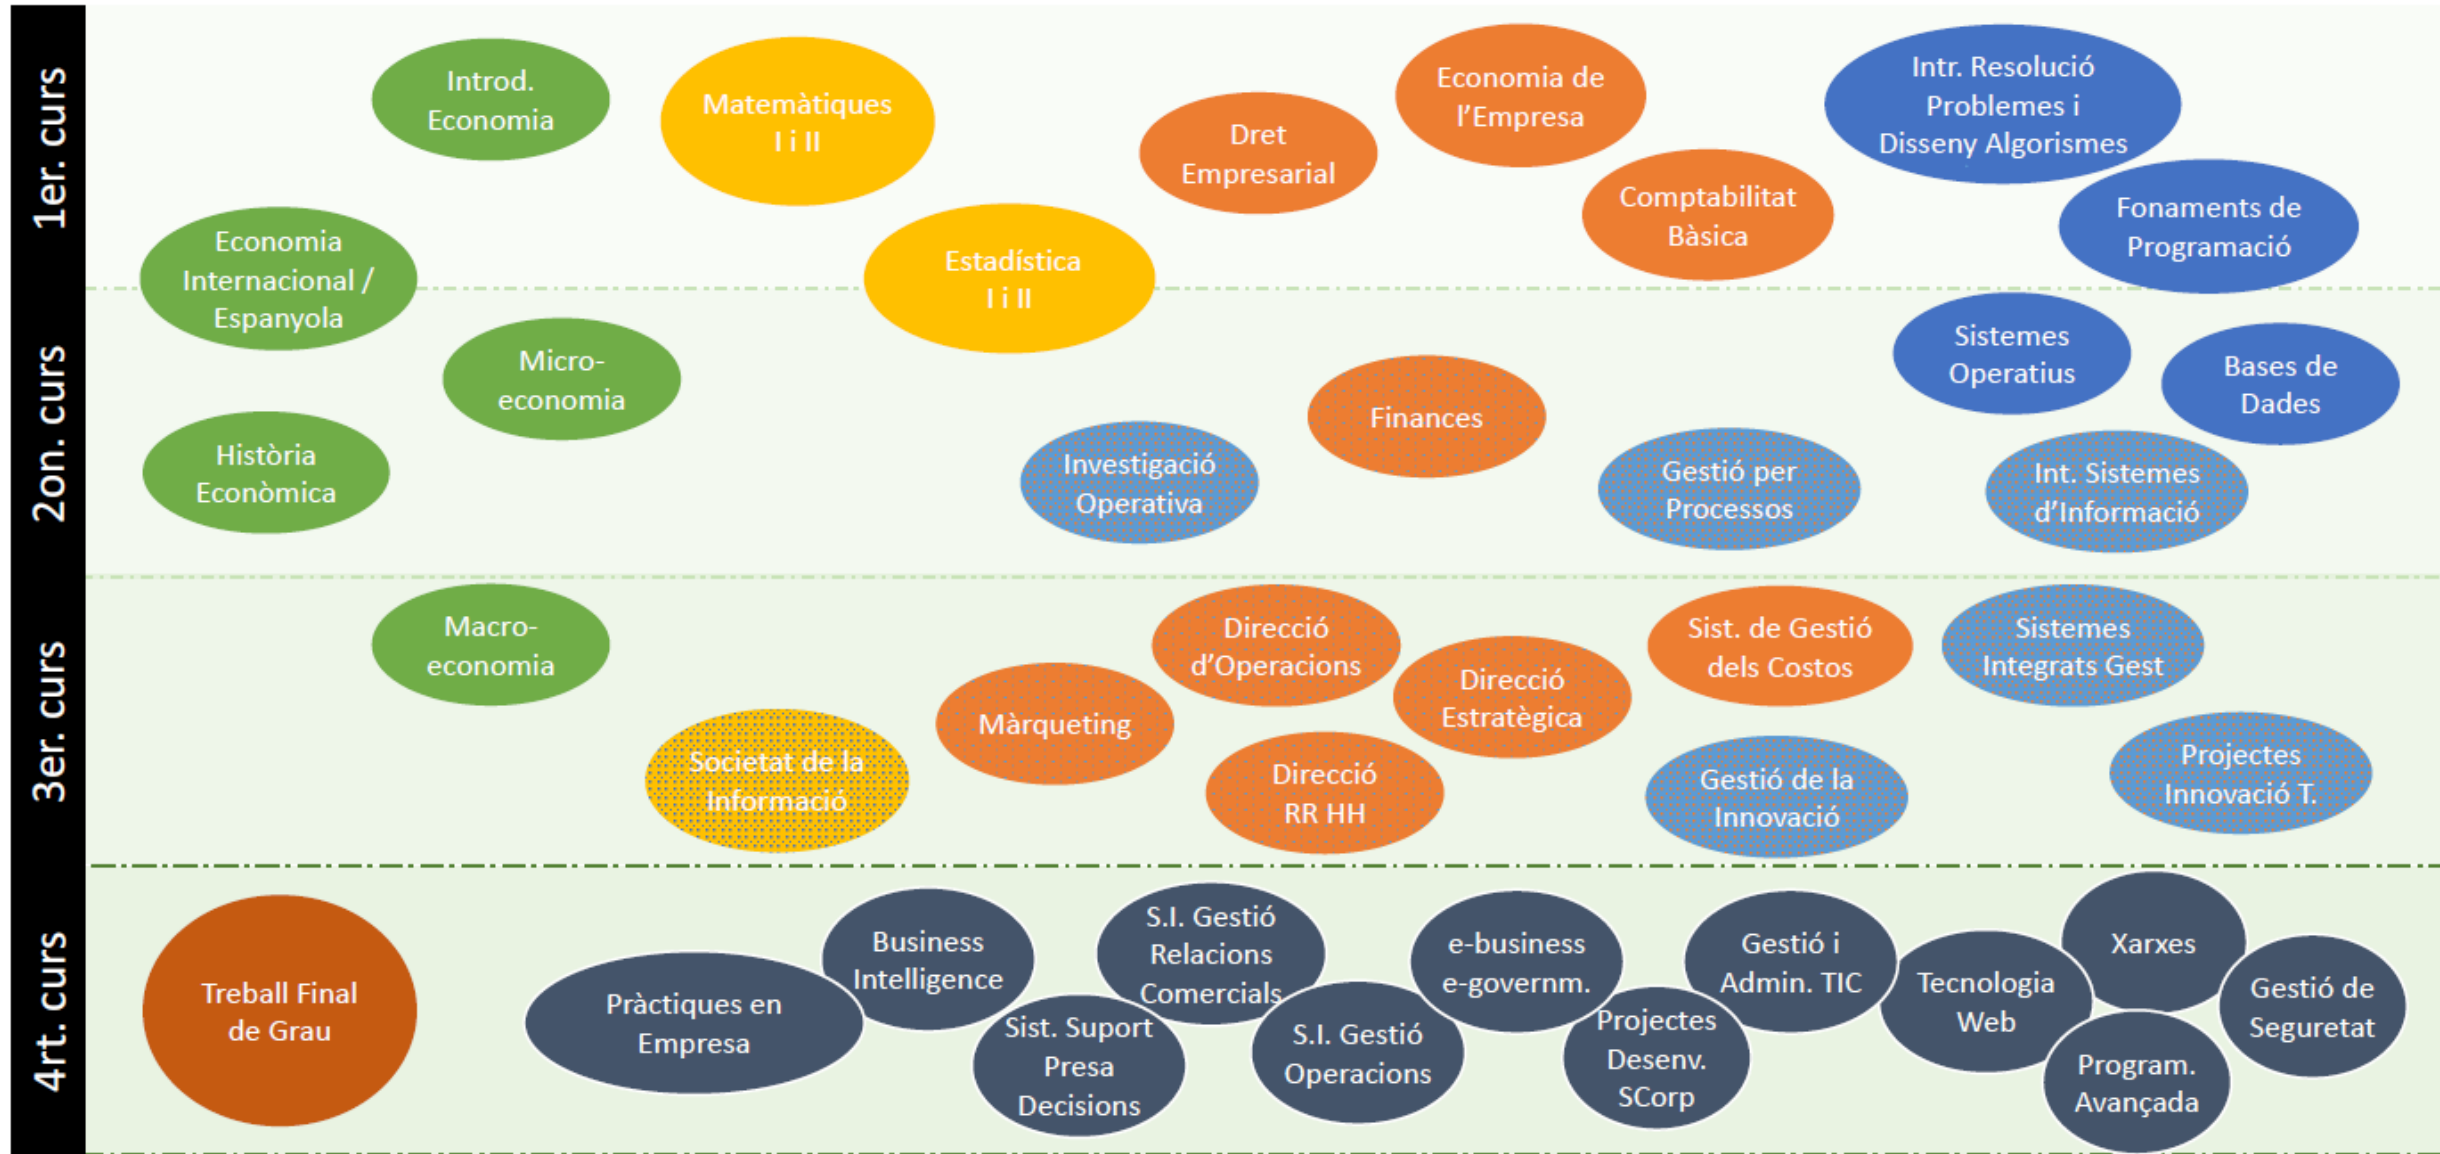 1er. curs
Introd.
Economia
Matemàtiques
I i II
Dret
Empresarial
Economia de
l'Empresa
Comptabilitat
Bàsica
Intr. Resolució
Problemes i
Disseny Algorismes
Fonaments de
Programació
Economia
Internacional /
Espanyola
Estadística
I i II
2on. curs
Micro-
economia
Història
Econòmica
Investigació
Operativa
Finances
Gestió per
Processos
Sistemes
Operatius
Bases de
Dades
Int. Sistemes
d'Informació
3er. curs
Macro-
economia
Societat de la
Informació
Màrqueting
Direcció
d'Operacions
Direcció
RR HH
Direcció
Estratègica
Sist. de Gestió
dels Costos
Gestió de la
Innovació
Sistemes
Integrats Gest
Projectes
Innovació T.
4rt. curs
Treball Final
de Grau
Pràctiques en
Empresa
Business
Intelligence
Sist. Suport
Presa
Decisions
S.I. Gestió
Relacions
Comercials
S.I. Gestió
Operacions
e-business
e-governm.
Projectes
Desenv.
SCorp
Gestió i
Admin. TIC
Tecnologia
Web
Xarxes
Program.
Avançada
Gestió de
Seguretat